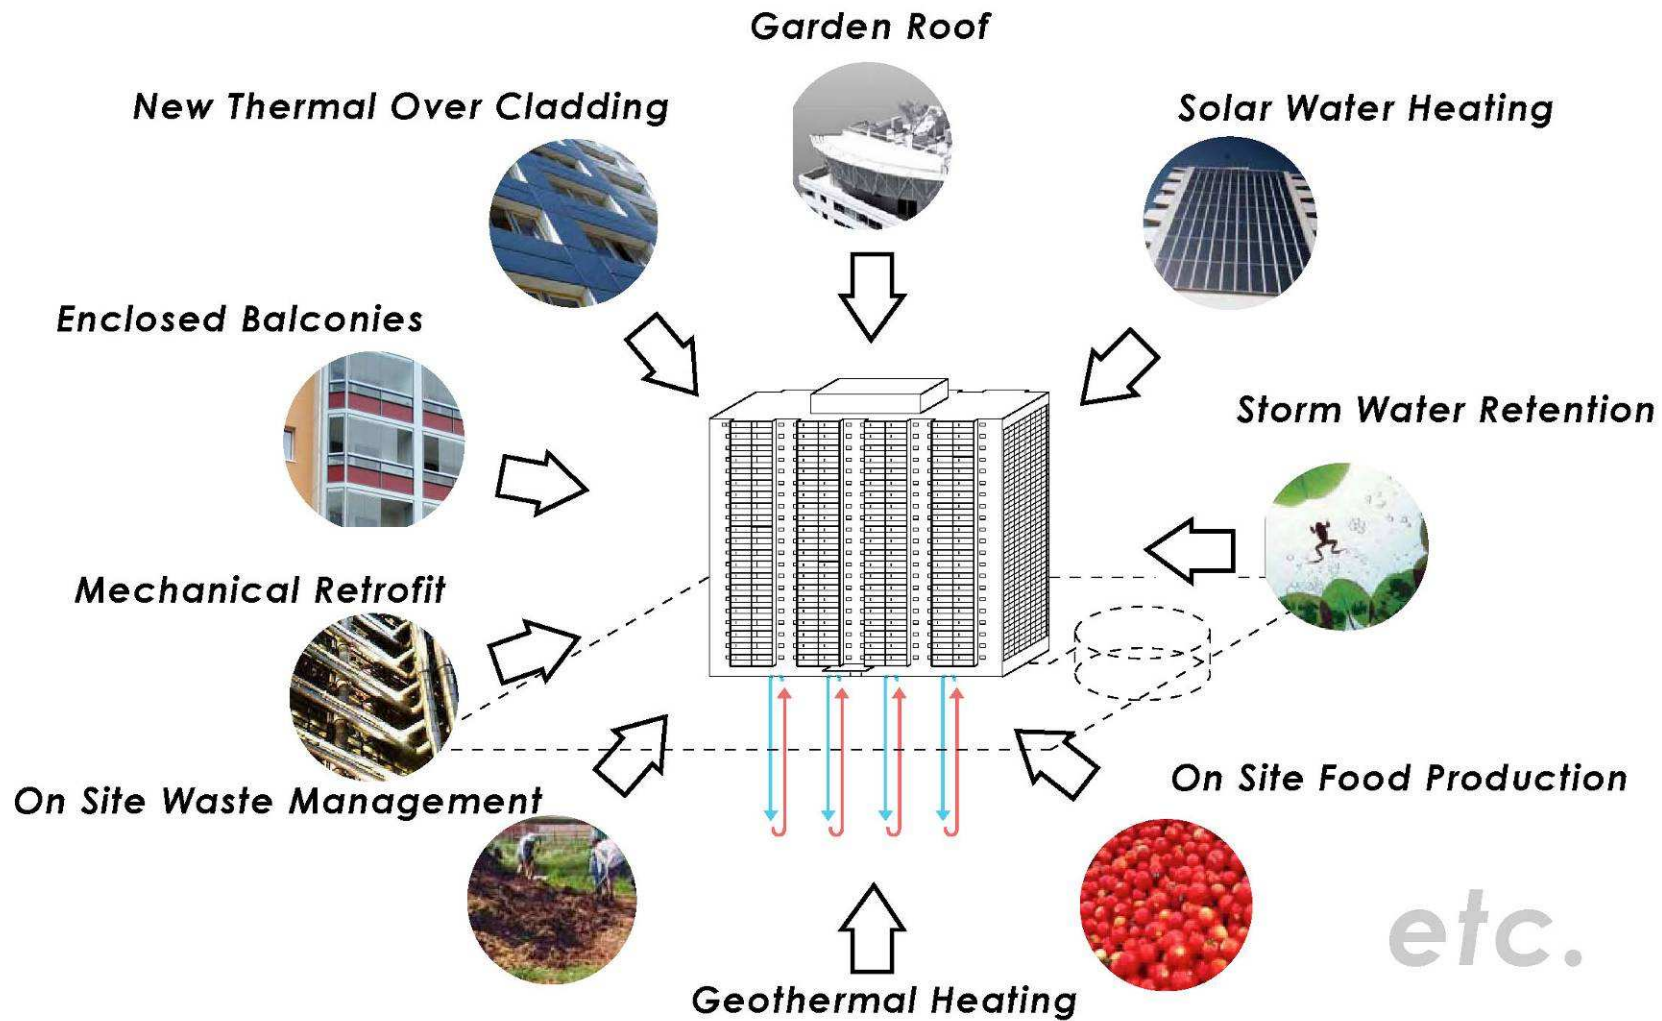 Garden Roof
New Thermal Over Cladding
Solar Water Heating
Enclosed Balconies
Storm Water Retention
Mechanical Retrofit
On Site Waste Management
On Site Food Production
etc.
Geothermal Heating